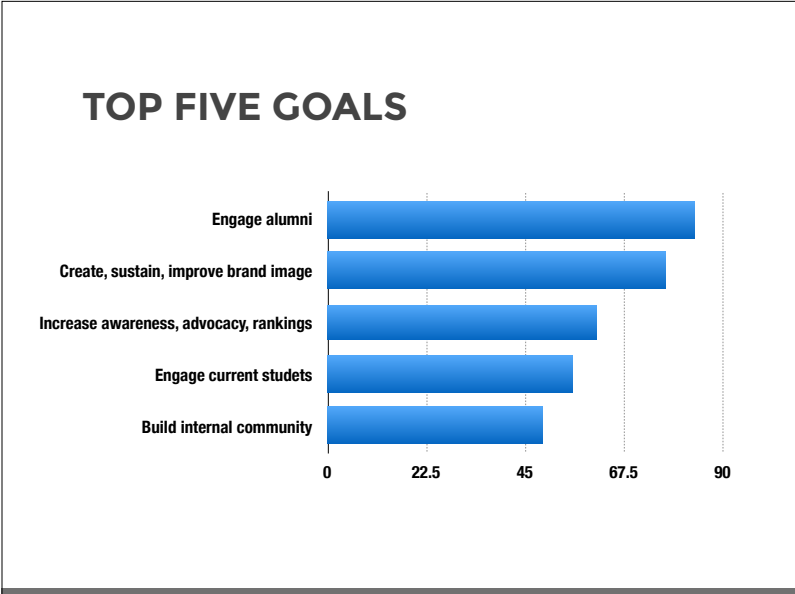 TOP FIVE GOALS
Engage alumni
Create, sustain, improve brand image
Increase awareness, advocacy, rankings
Engage current studets
Build internal community
0 22.5 45 67.5 90